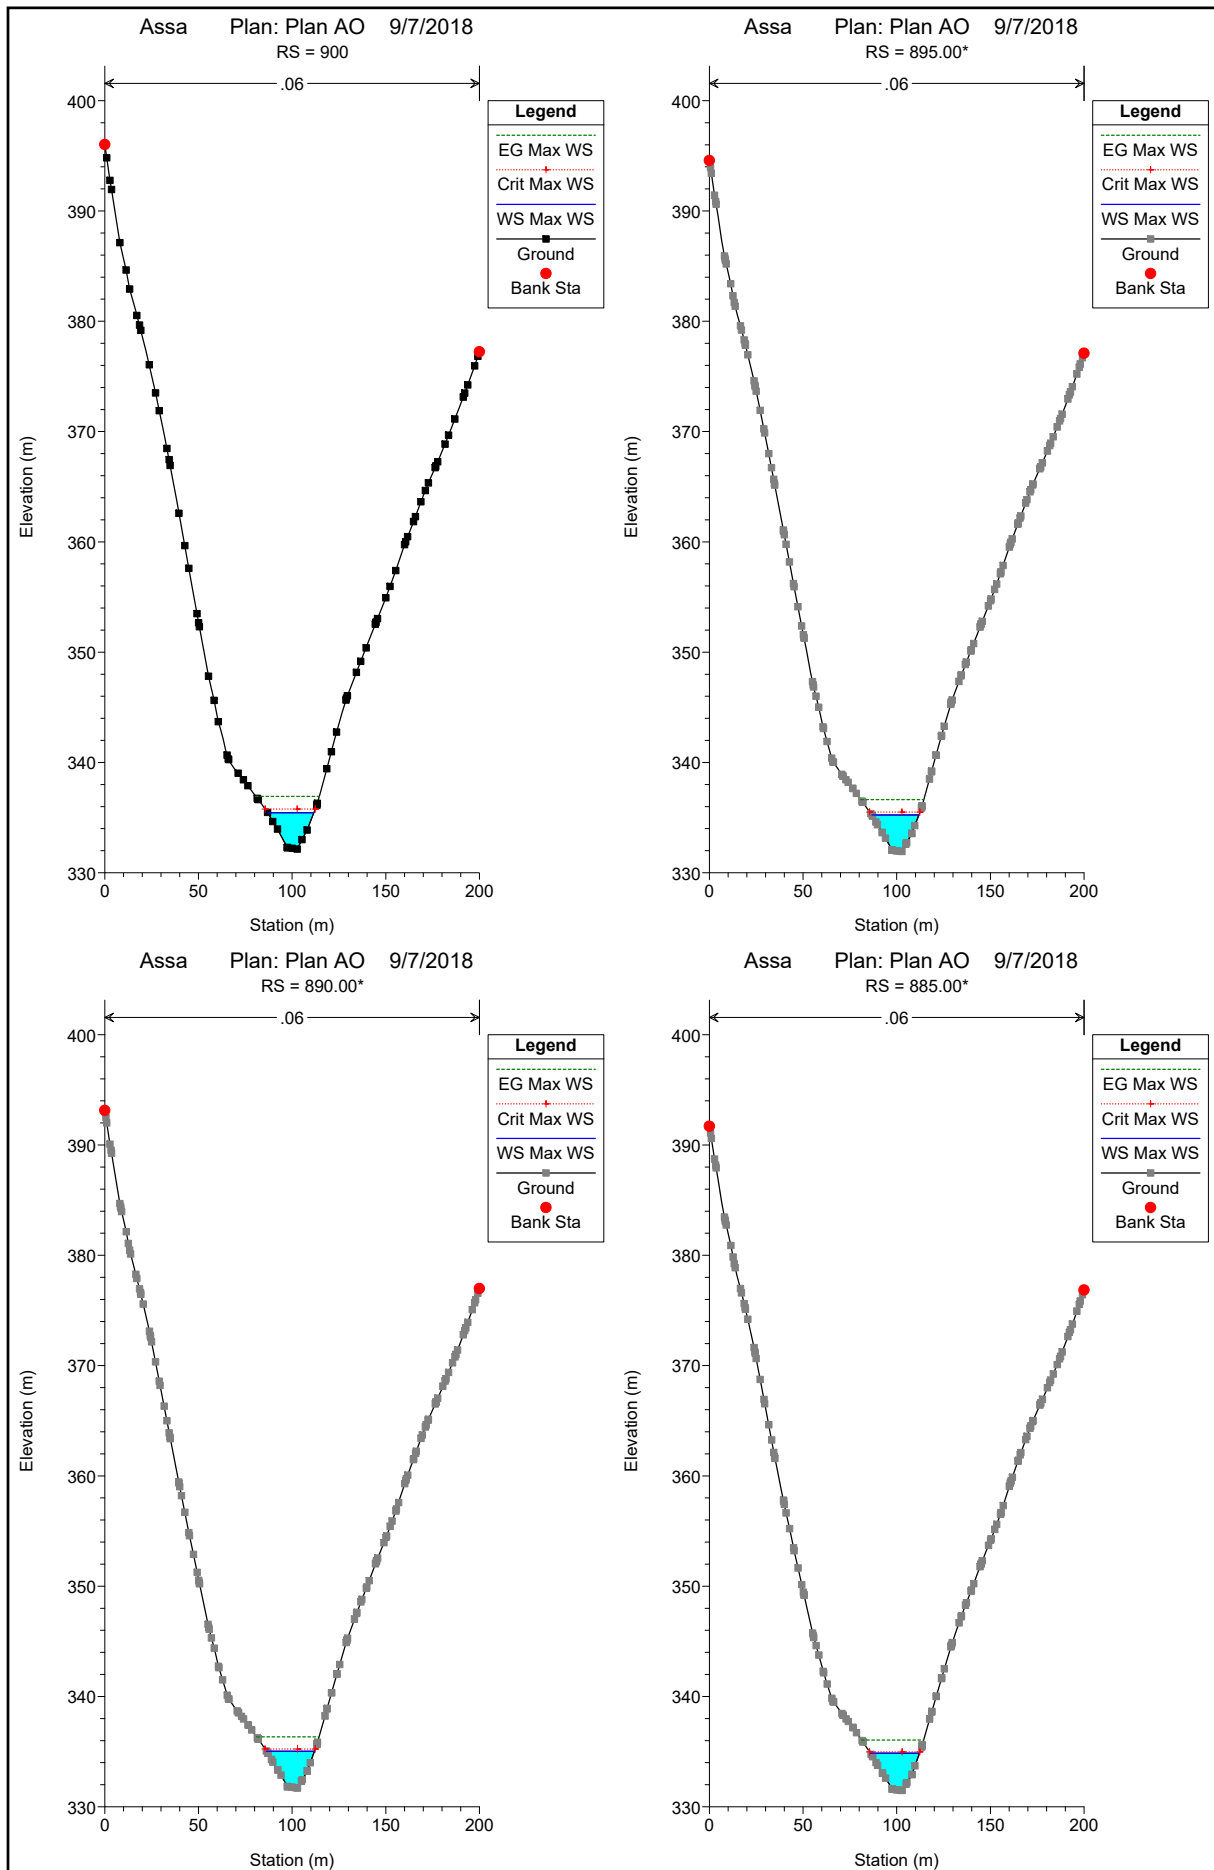 Assa Plan: Plan AO 9/7/2018
RS = 900
.06
Legend
EG Max WS
Crit Max WS
WS Max WS
Ground
Bank Sta
Elevation (m)
400
390
380
370
360
350
340
330
0 50 100 150 200
Station (m)
Assa Plan: Plan AO 9/7/2018
RS = 895.00*
.06
Legend
EG Max WS
Crit Max WS
WS Max WS
Ground
Bank Sta
Elevation (m)
400
390
380
370
360
350
340
330
0 50 100 150 200
Station (m)
Assa Plan: Plan AO 9/7/2018
RS = 890.00*
.06
Legend
EG Max WS
Crit Max WS
WS Max WS
Ground
Bank Sta
Elevation (m)
400
390
380
370
360
350
340
330
0 50 100 150 200
Station (m)
Assa Plan: Plan AO 9/7/2018
RS = 885.00*
.06
Legend
EG Max WS
Crit Max WS
WS Max WS
Ground
Bank Sta
Elevation (m)
400
390
380
370
360
350
340
330
0 50 100 150 200
Station (m)